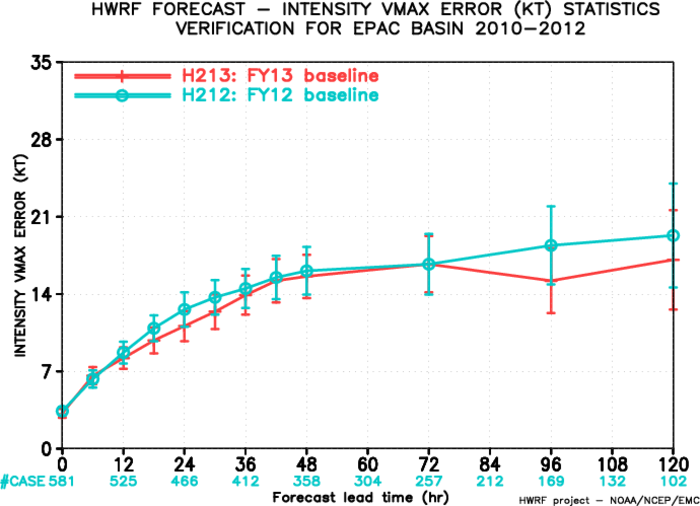 HWRF FORECAST – INTENSITY VMAX ERROR (KT) STATISTICS
VERIFICATION FOR EPAC BASIN 2010–2012
35
H213: FY13 baseline
H212: FY12 baseline
28
21
14
7
0
INTENSITY VMAX ERROR (KT)
0 12 24 36 48 60 72 84 96 108 120
#CASE 581 525 466 412 358 304 257 212 169 132 102
Forecast lead time (hr)
HWRF project – NOAA/NCEP/EMC